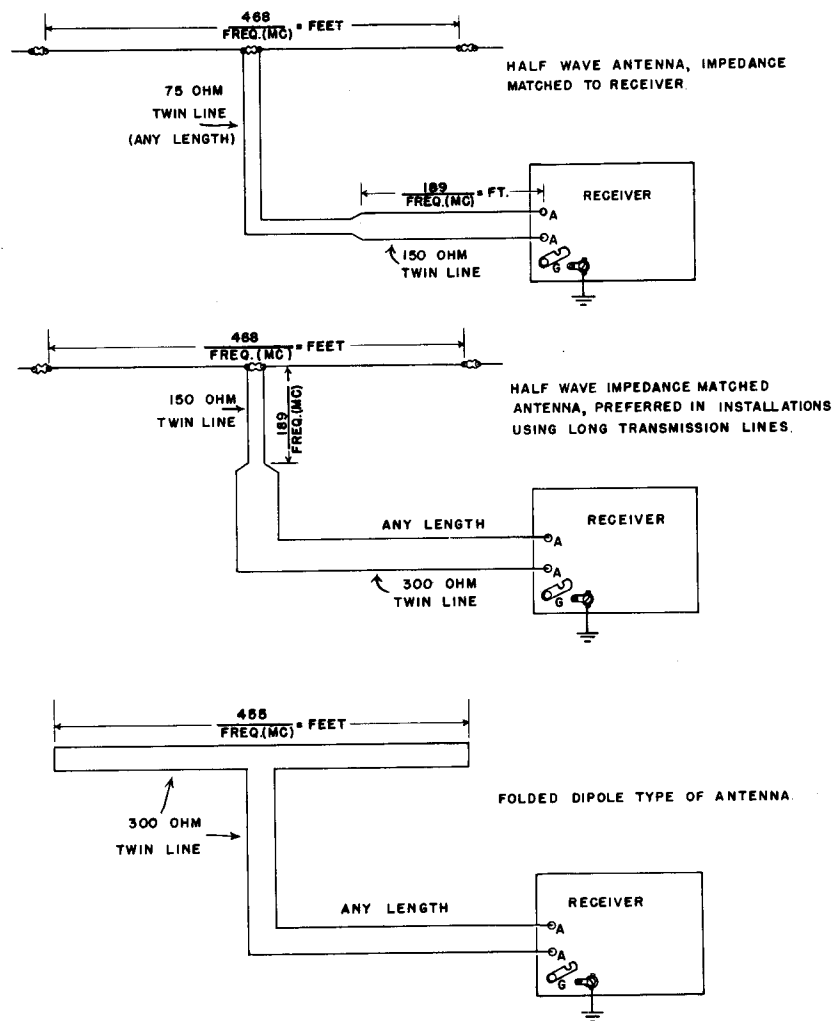 468
FREQ.(MC) = FEET
HALF WAVE ANTENNA, IMPEDANCE
MATCHED TO RECEIVER.
75 OHM
TWIN LINE
(ANY LENGTH)
189
FREQ.(MC) = FT.
RECEIVER
A
A
G
150 OHM
TWIN LINE
468
FREQ.(MC) = FEET
HALF WAVE IMPEDANCE MATCHED
ANTENNA, PREFERRED IN INSTALLATIONS
USING LONG TRANSMISSION LINES.
150 OHM
TWIN LINE
189
FREQ.(MC)
ANY LENGTH
RECEIVER
A
A
G
300 OHM
TWIN LINE
455
FREQ.(MC) = FEET
FOLDED DIPOLE TYPE OF ANTENNA.
300 OHM
TWIN LINE
ANY LENGTH
RECEIVER
A
A
G